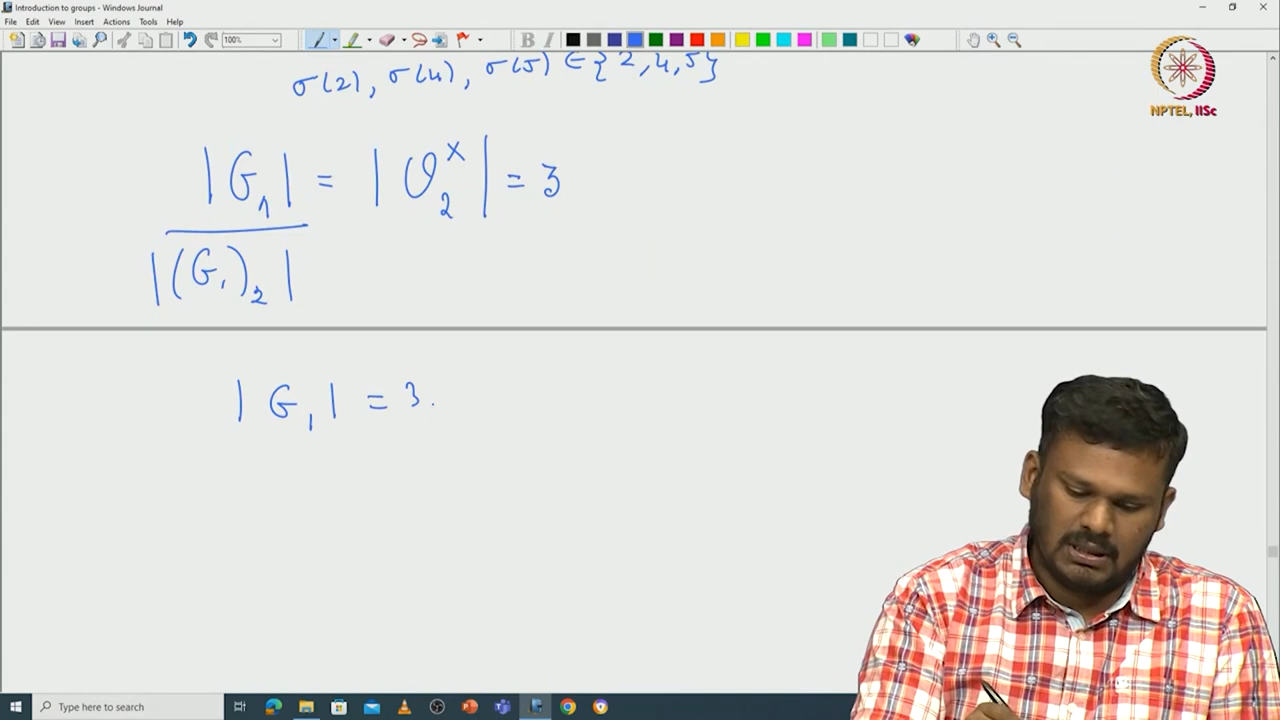 Introduction to groups - Windows Journal
File Edit View Insert Actions Tools Help
100%
B I
σ(2), σ(4), σ(5) ∈ {2,4,5}
NPTEL, IISc
|G₁| / |(G₁)₂| = |O₂ˣ| = 3
|G₁| = 3.
Type here to search